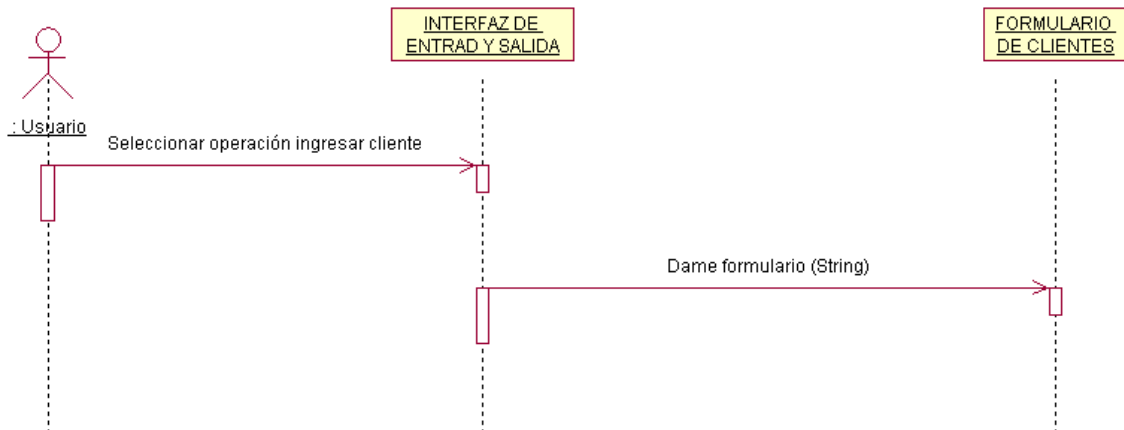 INTERFAZ DE
ENTRAD Y SALIDA
FORMULARIO
DE CLIENTES
: Usuario
Seleccionar operación ingresar cliente
Dame formulario (String)